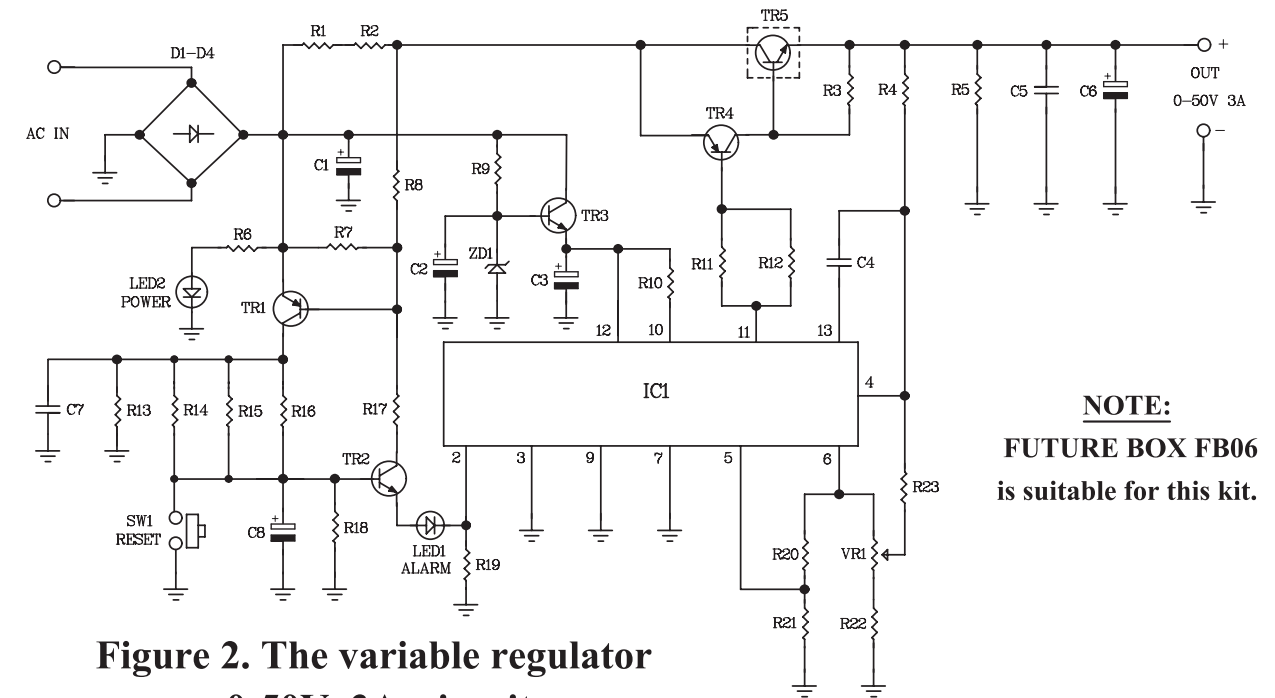 TR5
R1 R2
D1-D4
+
OUT
R3 R4 R5 C5 + C6
0-50V 3A
TR4
AC IN
-
+ C1
R9
R8
TR3
R6 R7
+ C2 ZD1 + C3 R10 R11 R12 C4
LED2
POWER
TR1
12 10 11 13
4
IC1
NOTE:
C7 R13 R14 R15 R16 R17
FUTURE BOX FB06
TR2
2 3 9 7 5 6
R23
is suitable for this kit.
SW1
RESET
+ C8 R18
LED1
ALARM
R19
R20 VR1
R21 R22
Figure 2. The variable regulator